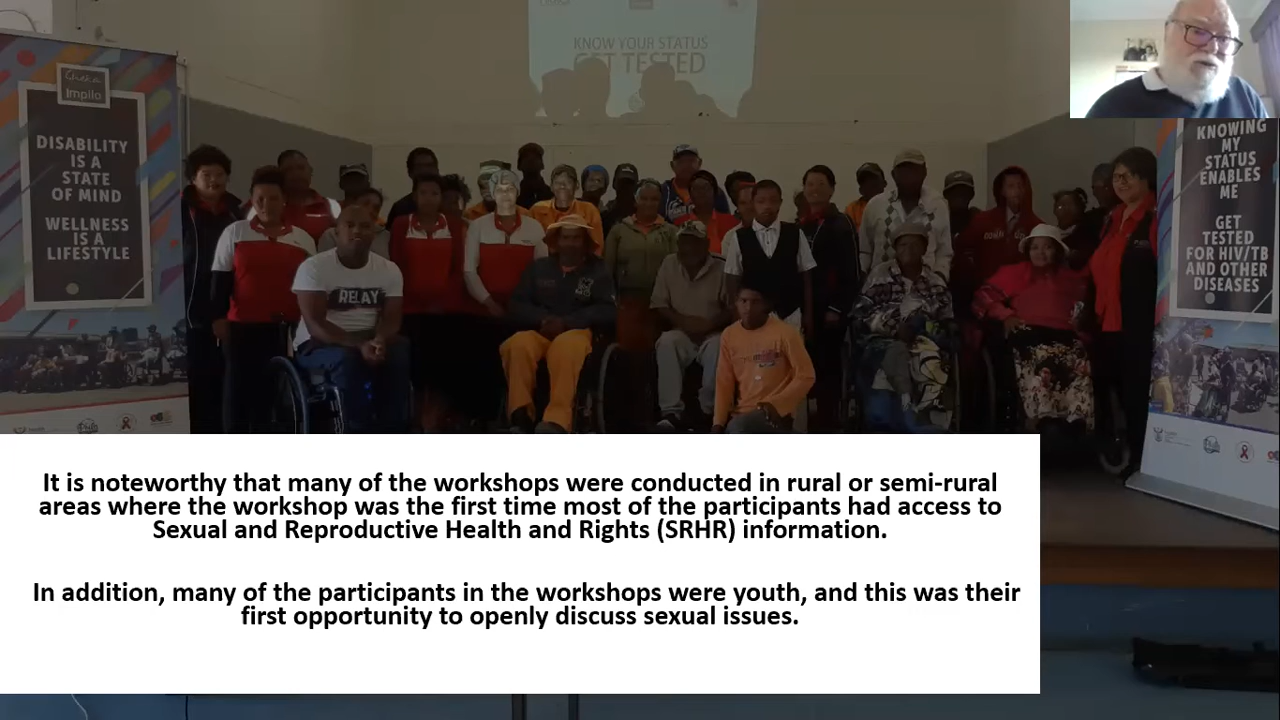 KNOW YOUR STATUS
GET TESTED
Cheka
Impilo
DISABILITY
IS A
STATE
OF MIND
WELLNESS
IS A
LIFESTYLE
RELAY
KNOWING
MY
STATUS
ENABLES
ME
GET
TESTED
FOR HIV/TB
AND OTHER
DISEASES
It is noteworthy that many of the workshops were conducted in rural or semi-rural
areas where the workshop was the first time most of the participants had access to
Sexual and Reproductive Health and Rights (SRHR) information.
In addition, many of the participants in the workshops were youth, and this was their
first opportunity to openly discuss sexual issues.